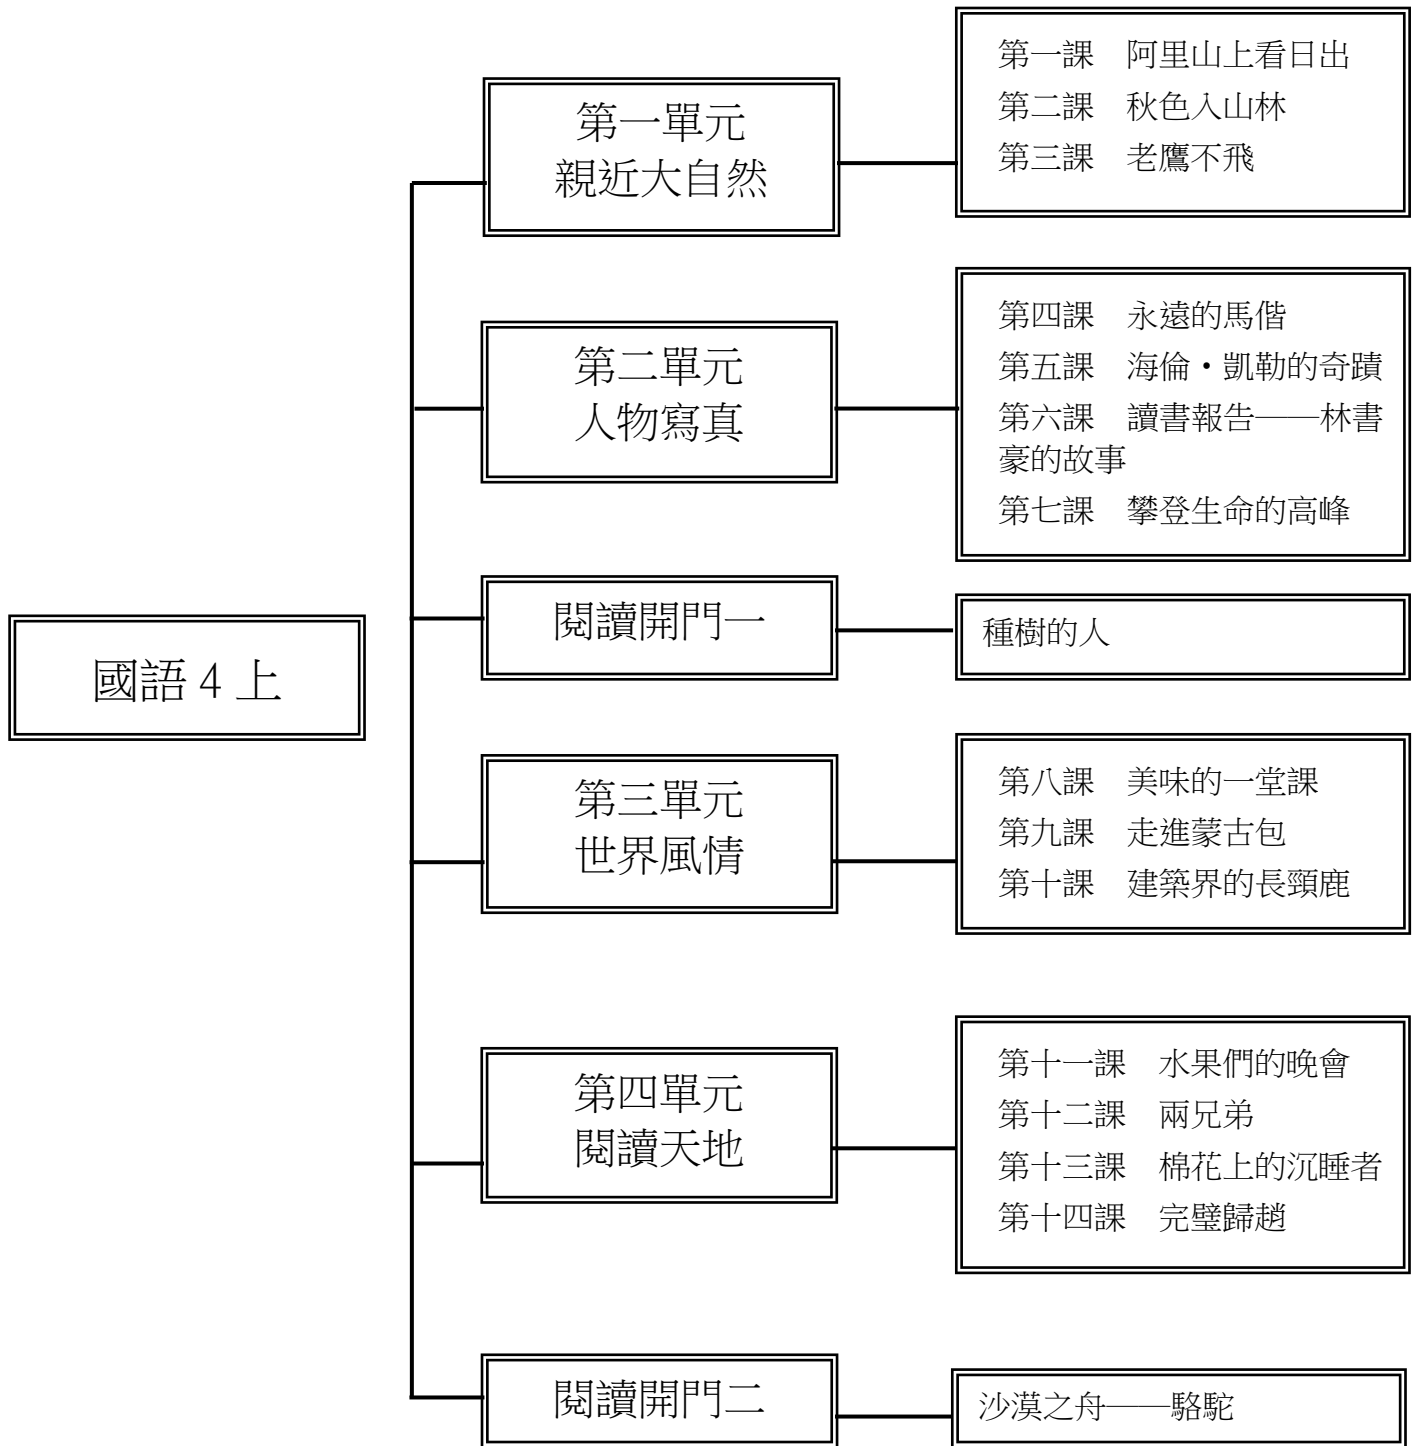 國語4上
第一單元
親近大自然
第一課　阿里山上看日出
第二課　秋色入山林
第三課　老鷹不飛
第二單元
人物寫真
第四課　永遠的馬偕
第五課　海倫‧凱勒的奇蹟
第六課　讀書報告──林書
豪的故事
第七課　攀登生命的高峰
閱讀開門一
種樹的人
第三單元
世界風情
第八課　美味的一堂課
第九課　走進蒙古包
第十課　建築界的長頸鹿
第四單元
閱讀天地
第十一課　水果們的晚會
第十二課　兩兄弟
第十三課　棉花上的沉睡者
第十四課　完璧歸趙
閱讀開門二
沙漠之舟──駱駝